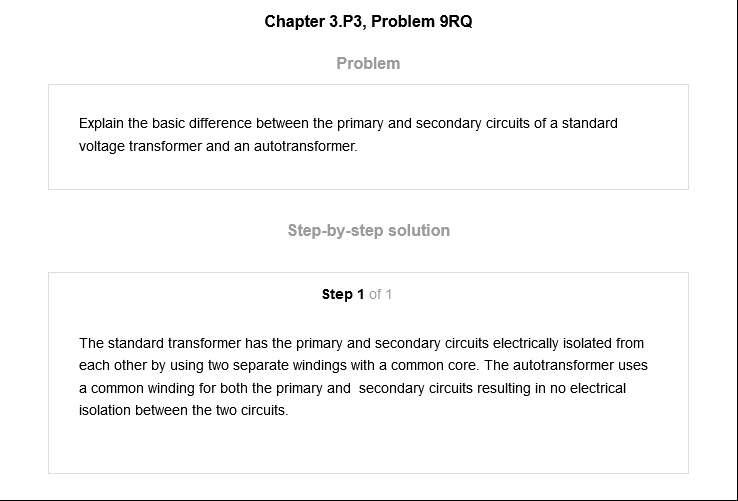 Chapter 3.P3, Problem 9RQ
Problem
Explain the basic difference between the primary and secondary circuits of a standard
voltage transformer and an autotransformer.
Step-by-step solution
Step 1 of 1
The standard transformer has the primary and secondary circuits electrically isolated from
each other by using two separate windings with a common core. The autotransformer uses
a common winding for both the primary and  secondary circuits resulting in no electrical
isolation between the two circuits.